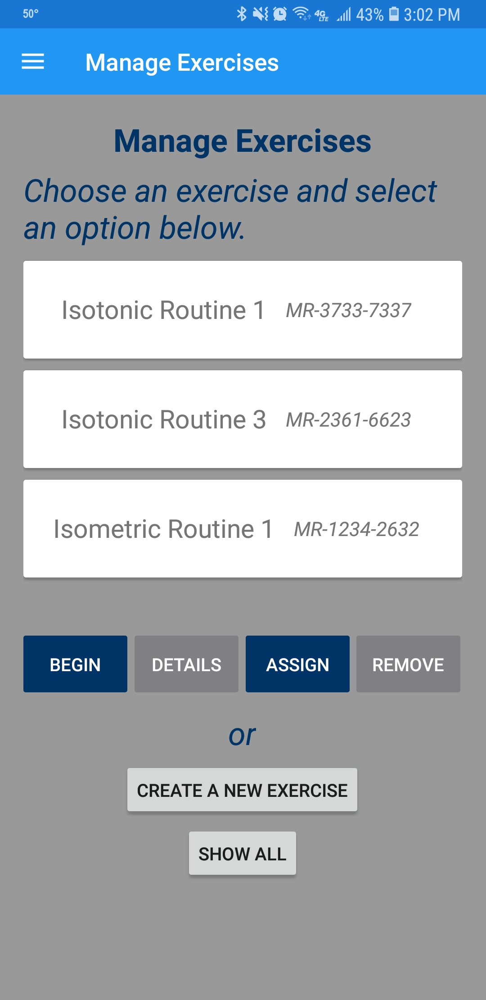 50° 4G LTE 43% 3:02 PM
Manage Exercises
Manage Exercises
Choose an exercise and select
an option below.
Isotonic Routine 1 MR-3733-7337
Isotonic Routine 3 MR-2361-6623
Isometric Routine 1 MR-1234-2632
BEGIN DETAILS ASSIGN REMOVE
or
CREATE A NEW EXERCISE
SHOW ALL